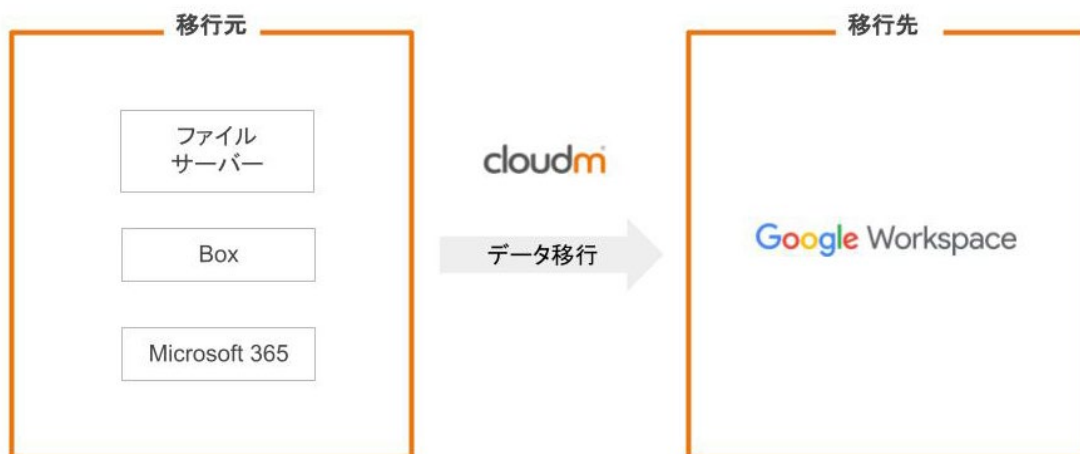 移行元
ファイル
サーバー
Box
Microsoft 365
cloudm
データ移行
移行先
Google Workspace